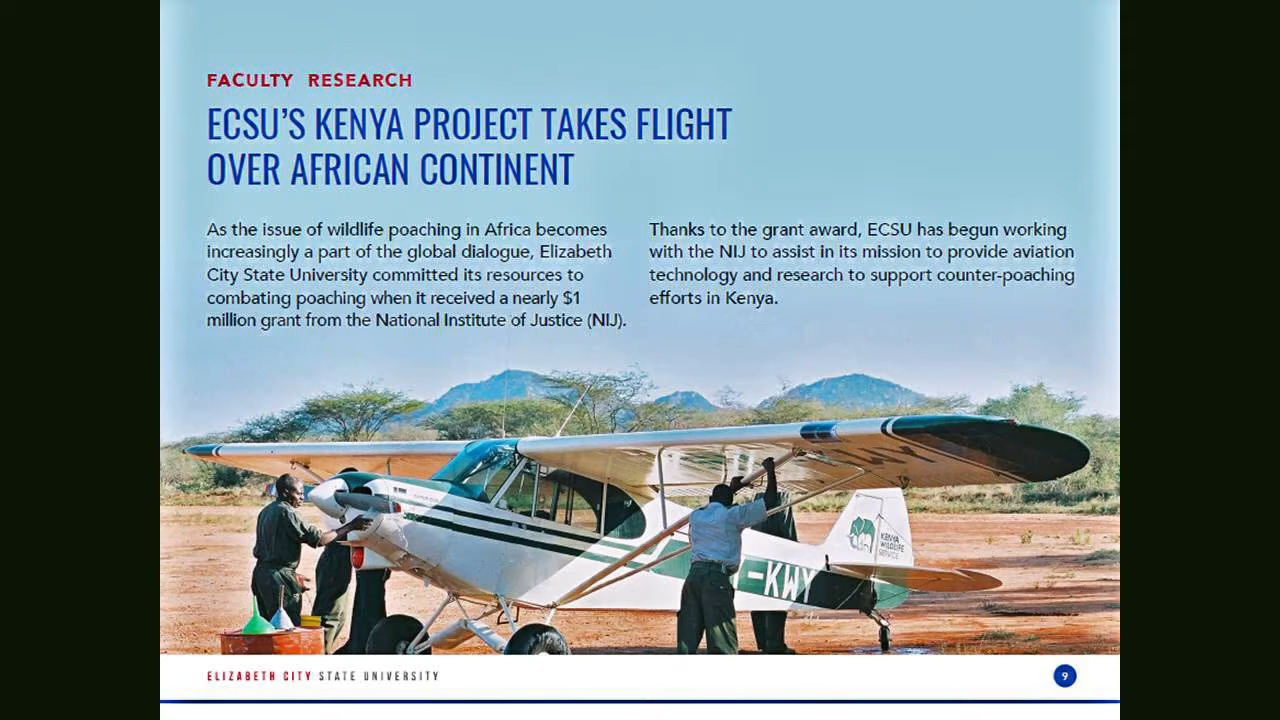 FACULTY RESEARCH
ECSU'S KENYA PROJECT TAKES FLIGHT
OVER AFRICAN CONTINENT
As the issue of wildlife poaching in Africa becomes
increasingly a part of the global dialogue, Elizabeth
City State University committed its resources to
combating poaching when it received a nearly $1
million grant from the National Institute of Justice (NIJ).
Thanks to the grant award, ECSU has begun working
with the NIJ to assist in its mission to provide aviation
technology and research to support counter-poaching
efforts in Kenya.
KENYA
WILDLIFE
SERVICE
-KWY
ELIZABETH CITY STATE UNIVERSITY
9